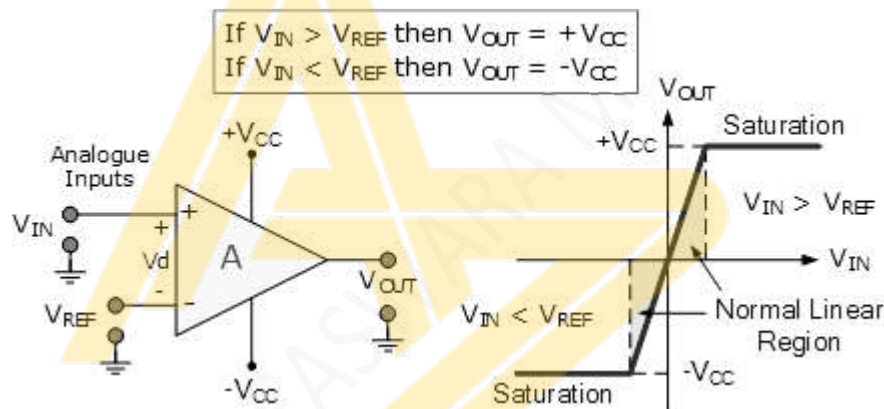 If VIN > VREF then VOUT = +VCC
If VIN < VREF then VOUT = -VCC
Analogue
Inputs
+VCC
VIN
+
+
Vd
A
-
-
VREF
VOUT
-VCC
VOUT
+VCC
Saturation
VIN > VREF
VIN
VIN < VREF
Normal Linear
Region
-VCC
Saturation